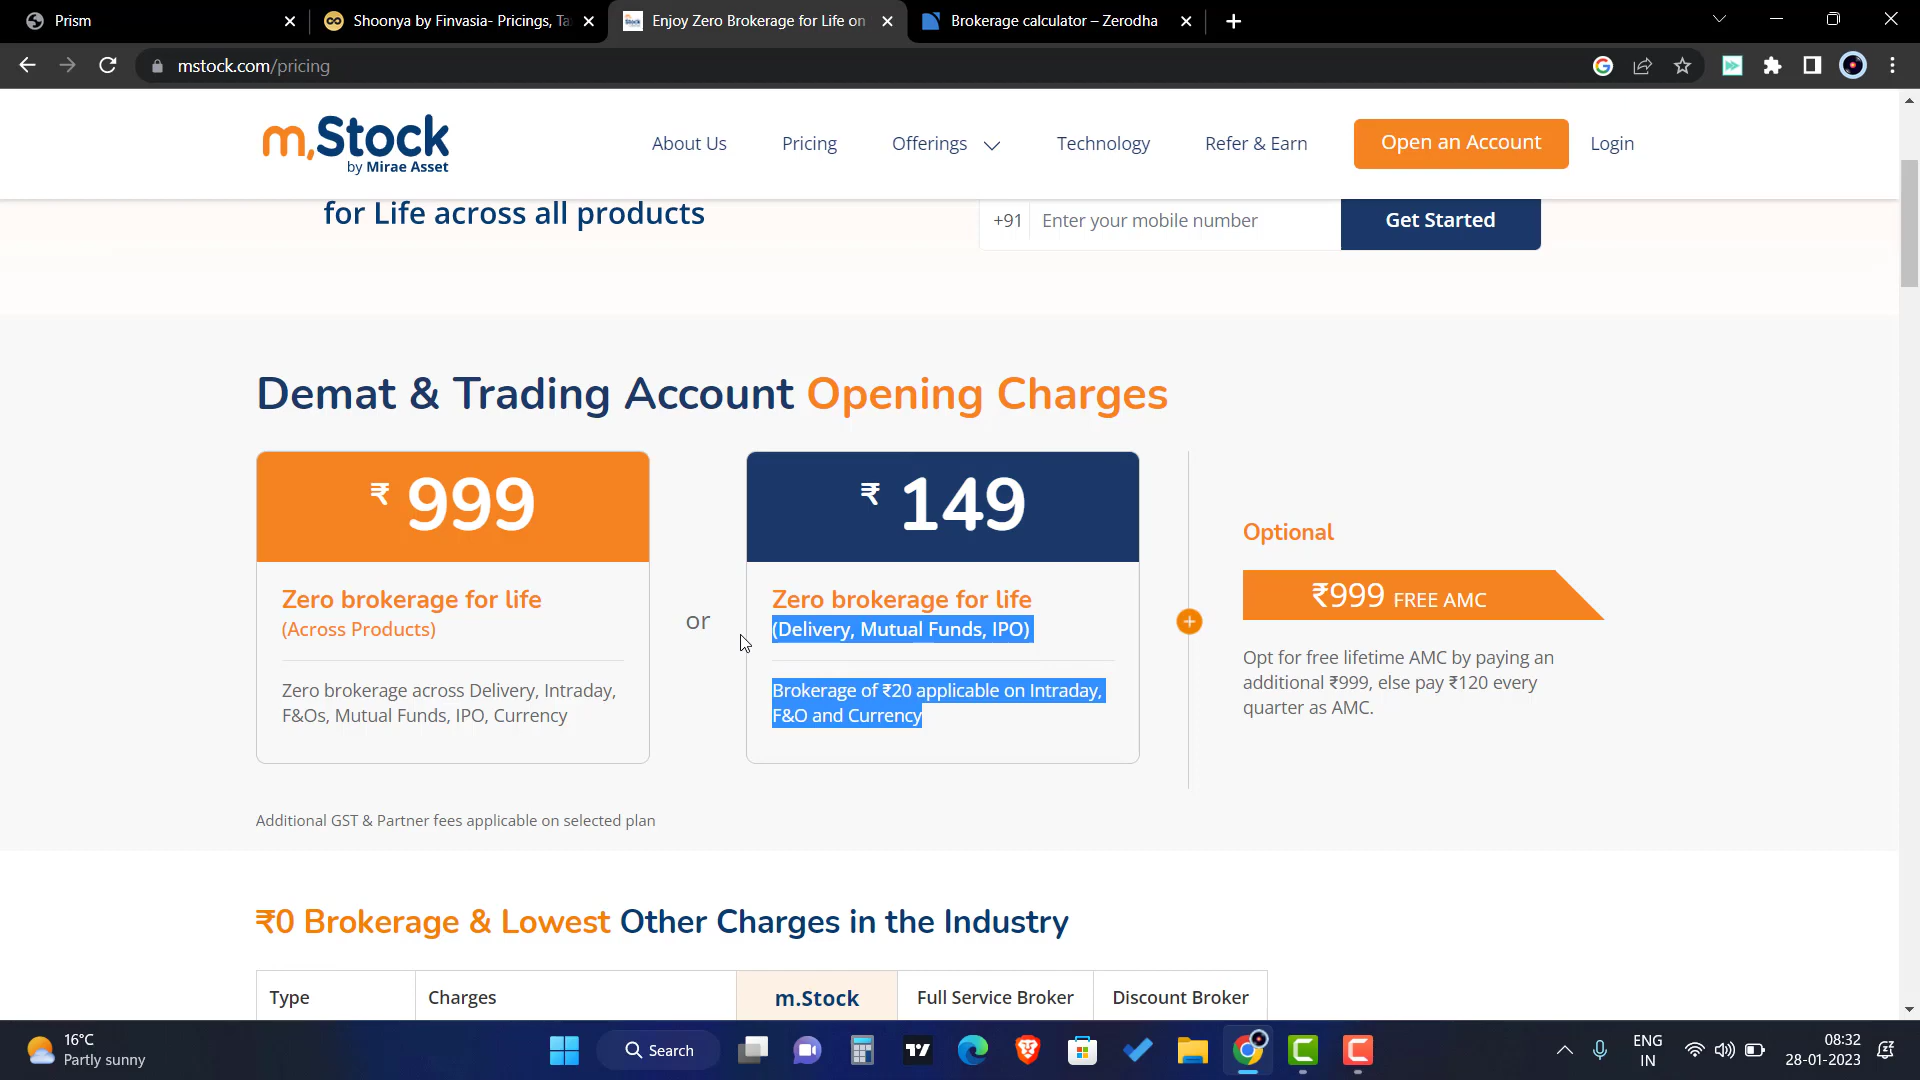 Prism
Shoonya by Finvasia- Pricings, Ta
Enjoy Zero Brokerage for Life on
Brokerage calculator – Zerodha
mstock.com/pricing
m.Stock
by Mirae Asset
About Us
Pricing
Offerings
Technology
Refer & Earn
Open an Account
Login
for Life across all products
+91
Enter your mobile number
Get Started
Demat & Trading Account Opening Charges
₹ 999
Zero brokerage for life
(Across Products)
Zero brokerage across Delivery, Intraday,
F&Os, Mutual Funds, IPO, Currency
or
₹ 149
Zero brokerage for life
(Delivery, Mutual Funds, IPO)
Brokerage of ₹20 applicable on Intraday,
F&O and Currency
Optional
₹999 FREE AMC
Opt for free lifetime AMC by paying an
additional ₹999, else pay ₹120 every
quarter as AMC.
Additional GST & Partner fees applicable on selected plan
₹0 Brokerage & Lowest Other Charges in the Industry
Type
Charges
m.Stock
Full Service Broker
Discount Broker
16°C
Partly sunny
Search
ENG
IN
08:32
28-01-2023